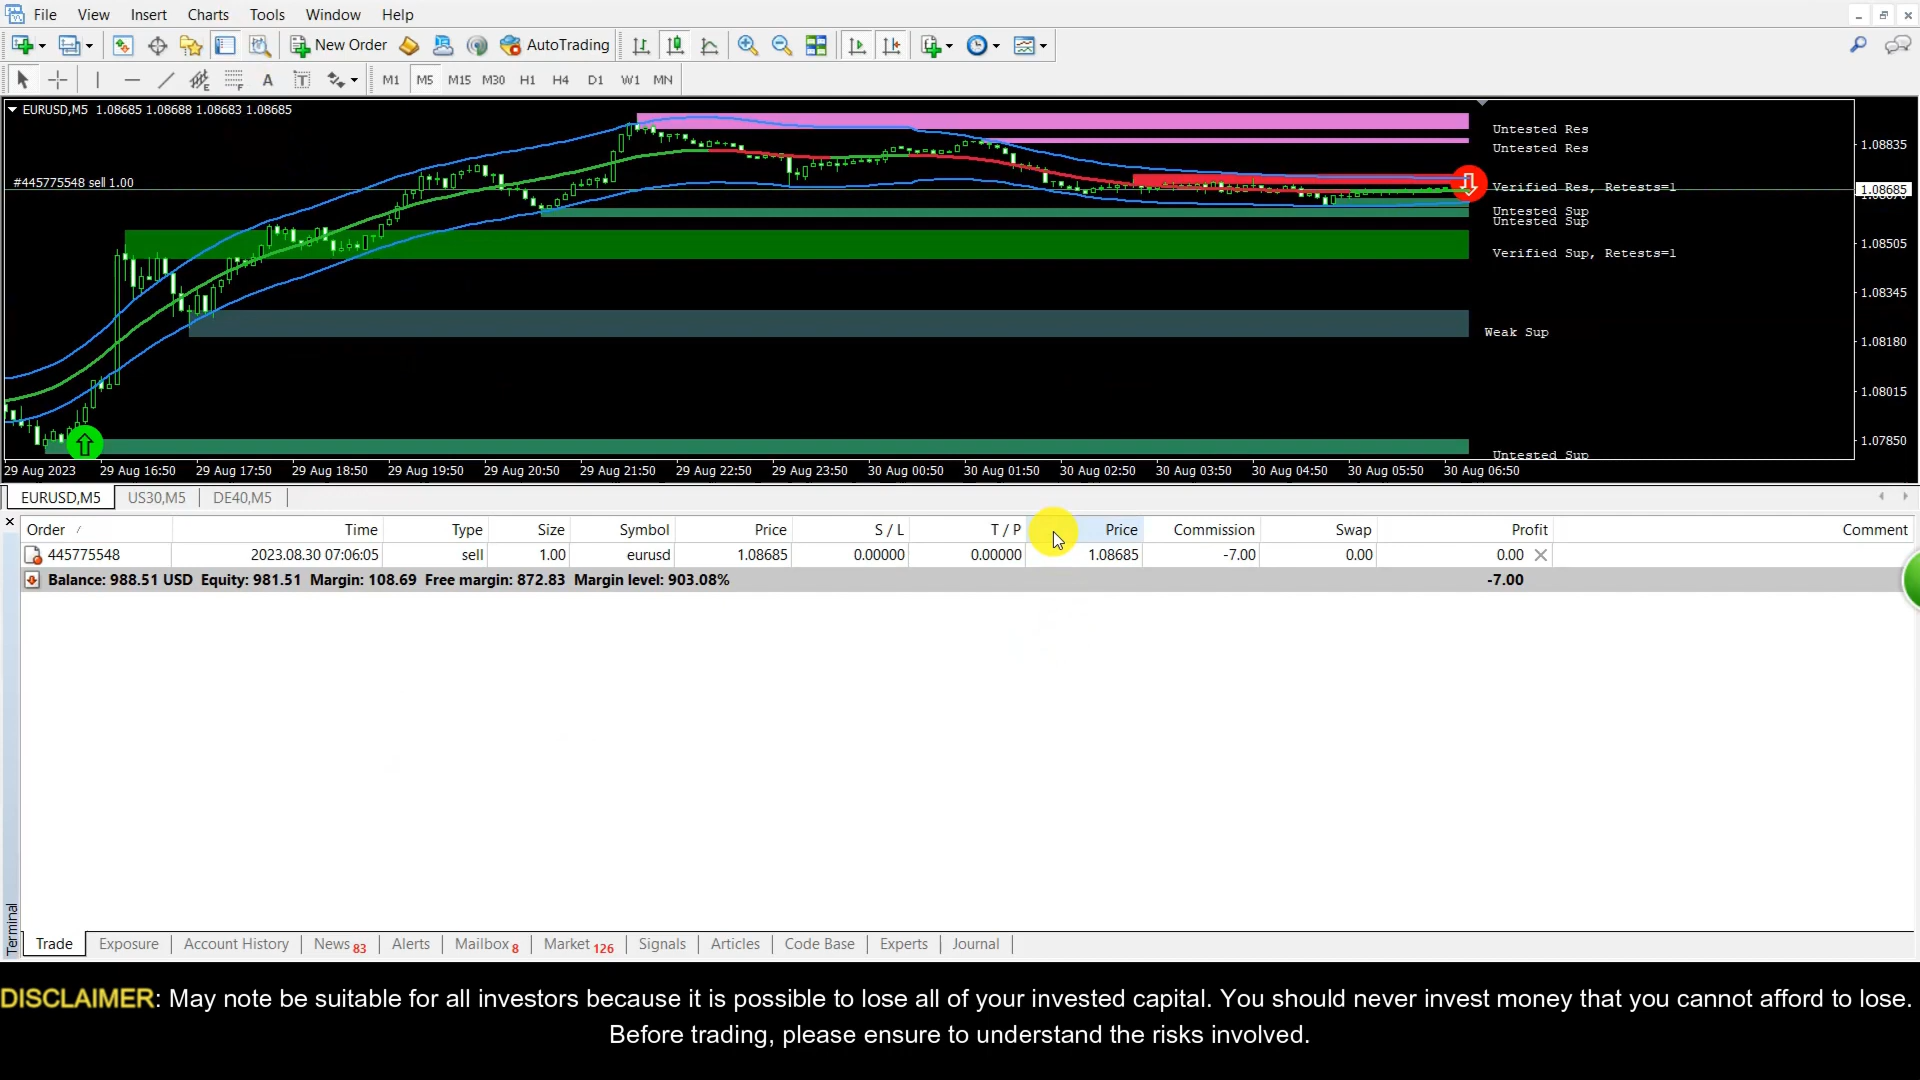 File View Insert Charts Tools Window Help
New Order AutoTrading
A T M1 M5 M15 M30 H1 H4 D1 W1 MN
EURUSD,M5 1.08685 1.08688 1.08683 1.08685
Untested Res
1.08835
Untested Res
#445775548 sell 1.00
Verified Res, Retests=1
1.08685
Untested Sup
Untested Sup
1.08505
Verified Sup, Retests=1
1.08345
Weak Sup
1.08180
1.08015
1.07850
Untested Sup
29 Aug 2023 29 Aug 16:50 29 Aug 17:50 29 Aug 18:50 29 Aug 19:50 29 Aug 20:50 29 Aug 21:50 29 Aug 22:50 29 Aug 23:50 30 Aug 00:50 30 Aug 01:50 30 Aug 02:50 30 Aug 03:50 30 Aug 04:50 30 Aug 05:50 30 Aug 06:50
EURUSD,M5 US30,M5 DE40,M5
Order / Time Type Size Symbol Price S / L T / P Price Commission Swap Profit Comment
445775548 2023.08.30 07:06:05 sell 1.00 eurusd 1.08685 0.00000 0.00000 1.08685 -7.00 0.00 0.00
Balance: 988.51 USD Equity: 981.51 Margin: 108.69 Free margin: 872.83 Margin level: 903.08% -7.00
Terminal
Trade Exposure Account History News 83 Alerts Mailbox 8 Market 126 Signals Articles Code Base Experts Journal
DISCLAIMER: May note be suitable for all investors because it is possible to lose all of your invested capital. You should never invest money that you cannot afford to lose.
Before trading, please ensure to understand the risks involved.